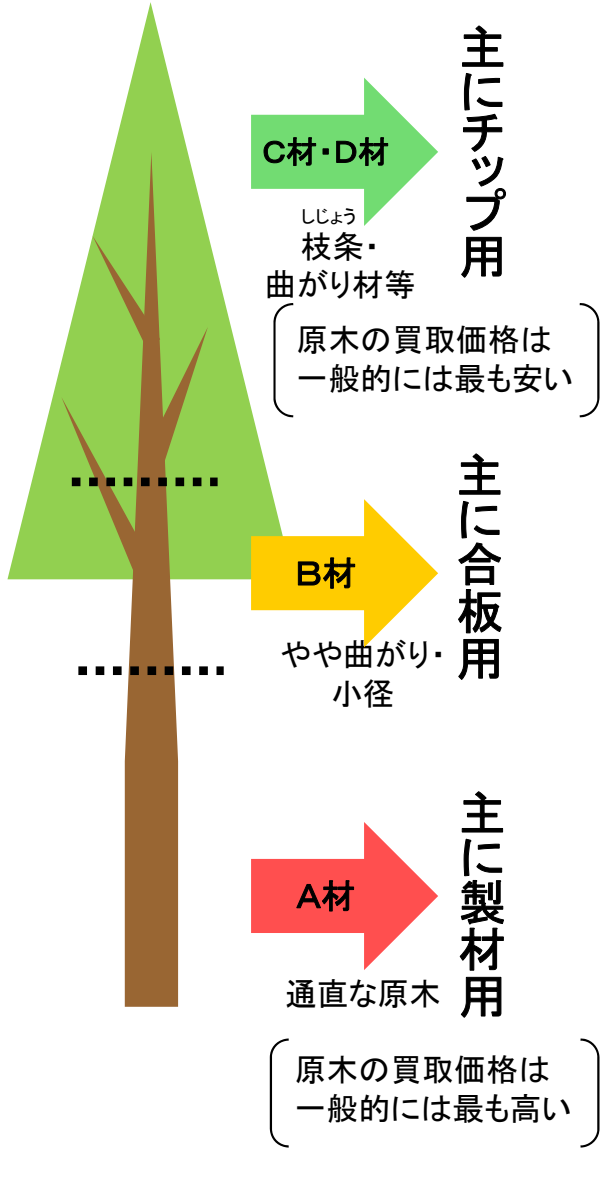 C材・D材
しじょう
枝条・
曲がり材等
主にチップ用
原木の買取価格は
一般的には最も安い
B材
やや曲がり・
小径
主に合板用
A材
通直な原木
主に製材用
原木の買取価格は
一般的には最も高い